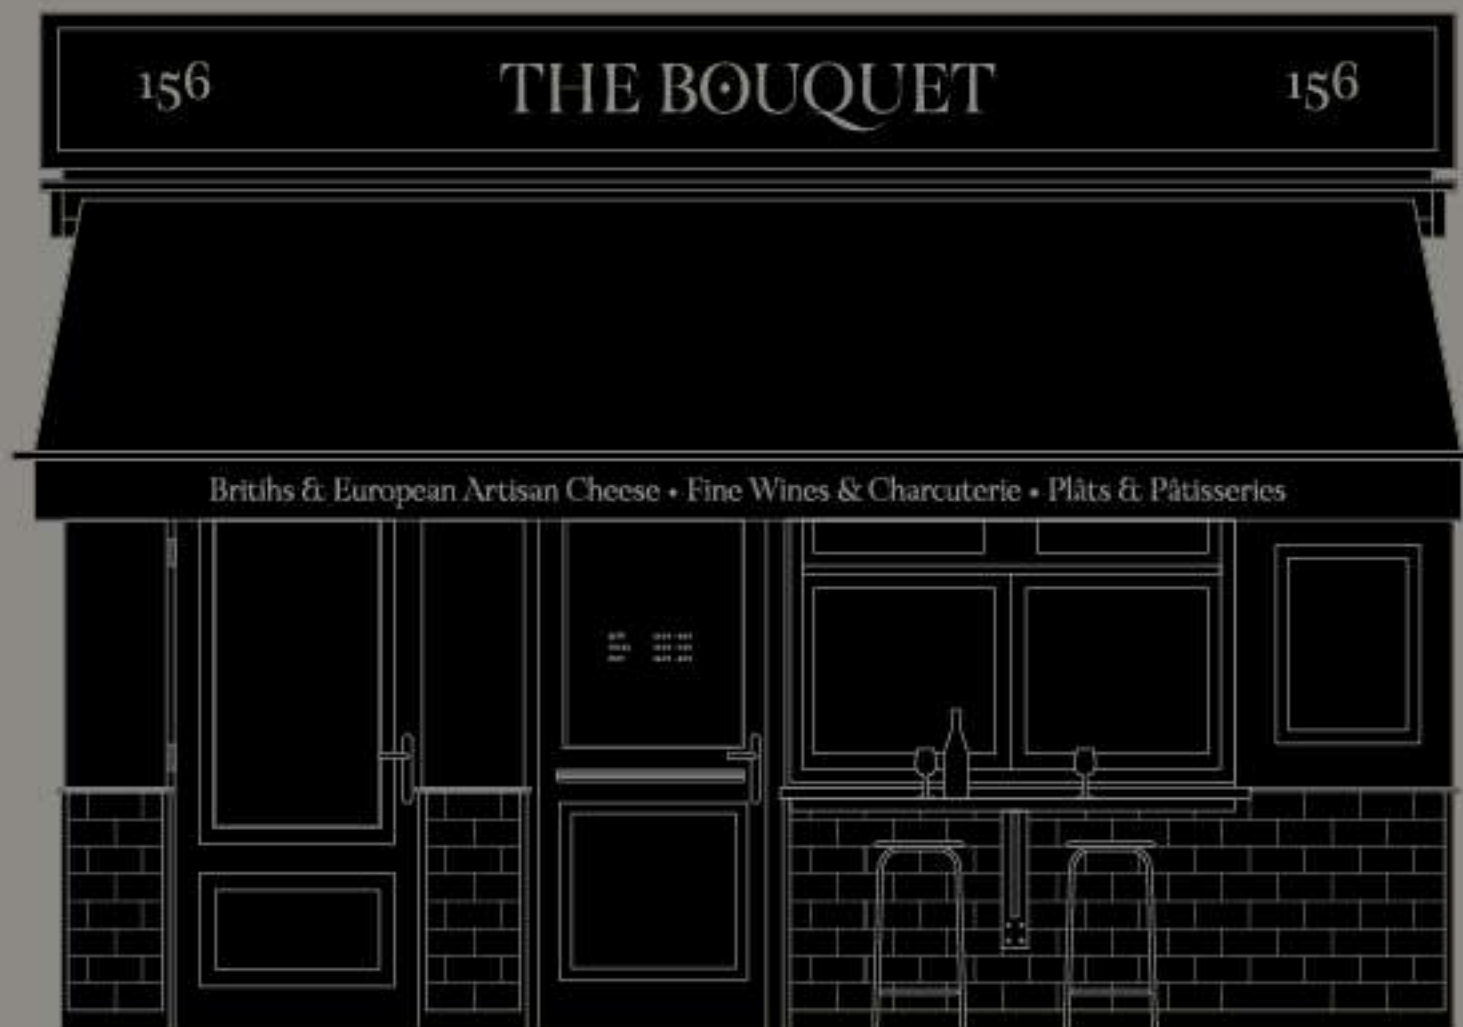 156 THE BOUQUET 156
Britihs & European Artisan Cheese • Fine Wines & Charcuterie • Plâts & Pâtisseries